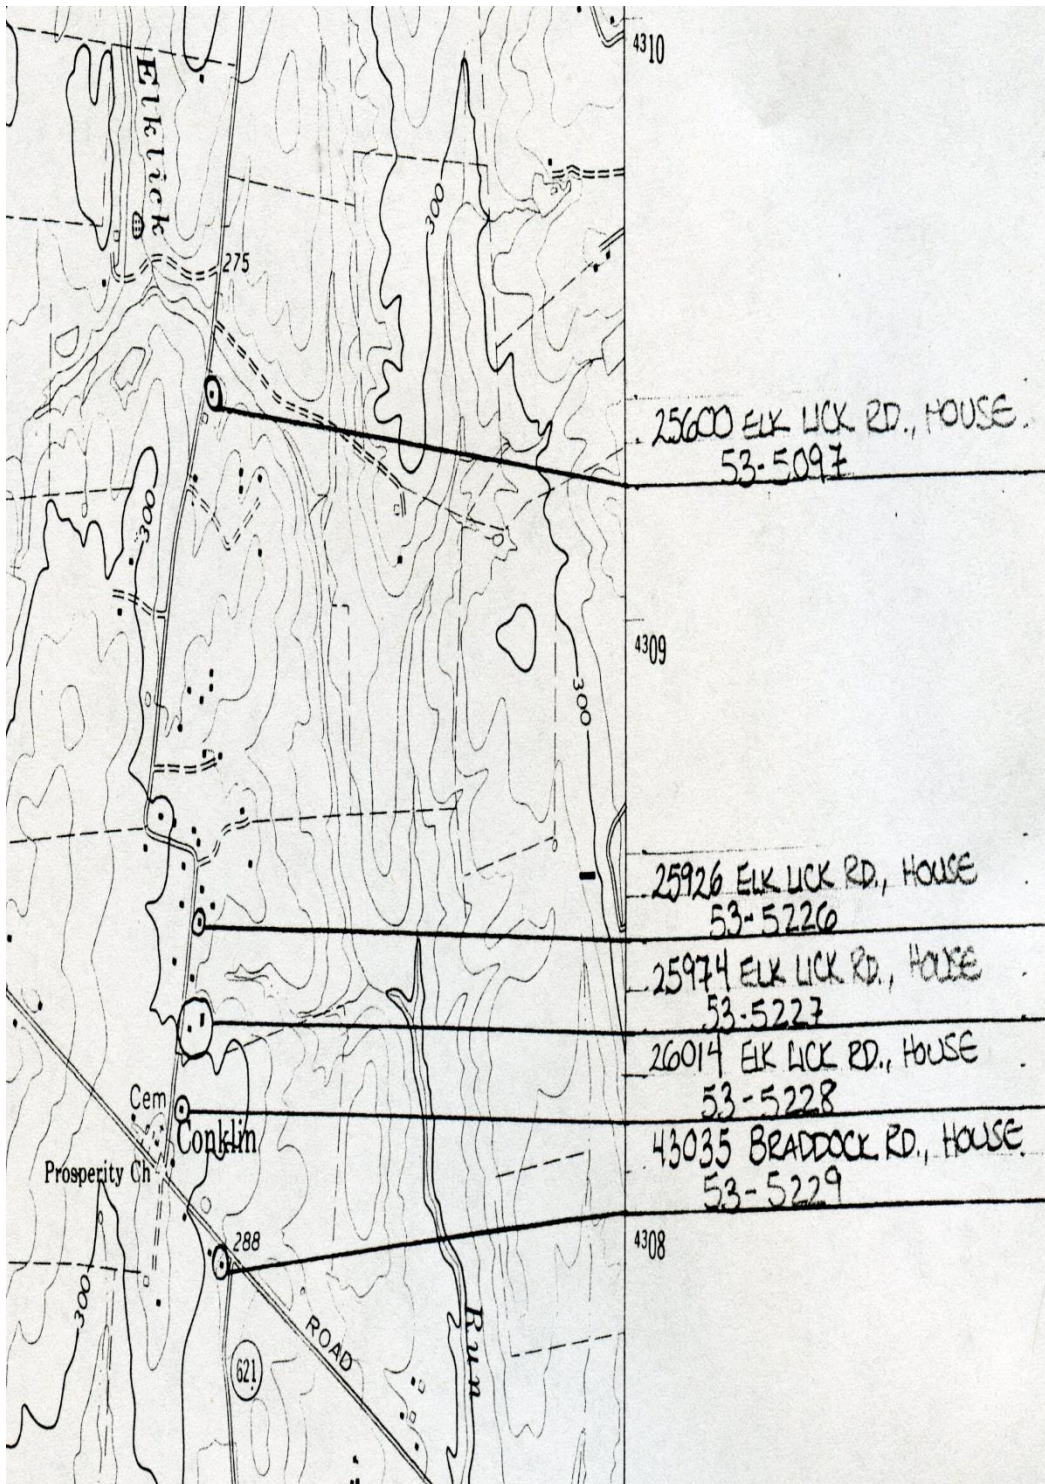 4310
Elklick
300
275
25600 ELK LICK RD., HOUSE.
53-5097
300
4309
300
25926 ELK LICK RD., HOUSE
53-5226
25974 ELK LICK RD., HOUSE
53-5227
26014 ELK LICK RD., HOUSE
53-5228
Cem
Conklin
43035 BRADDOCK RD., HOUSE
53-5229
Prosperity Ch
288
4308
300
ROAD
Run
621